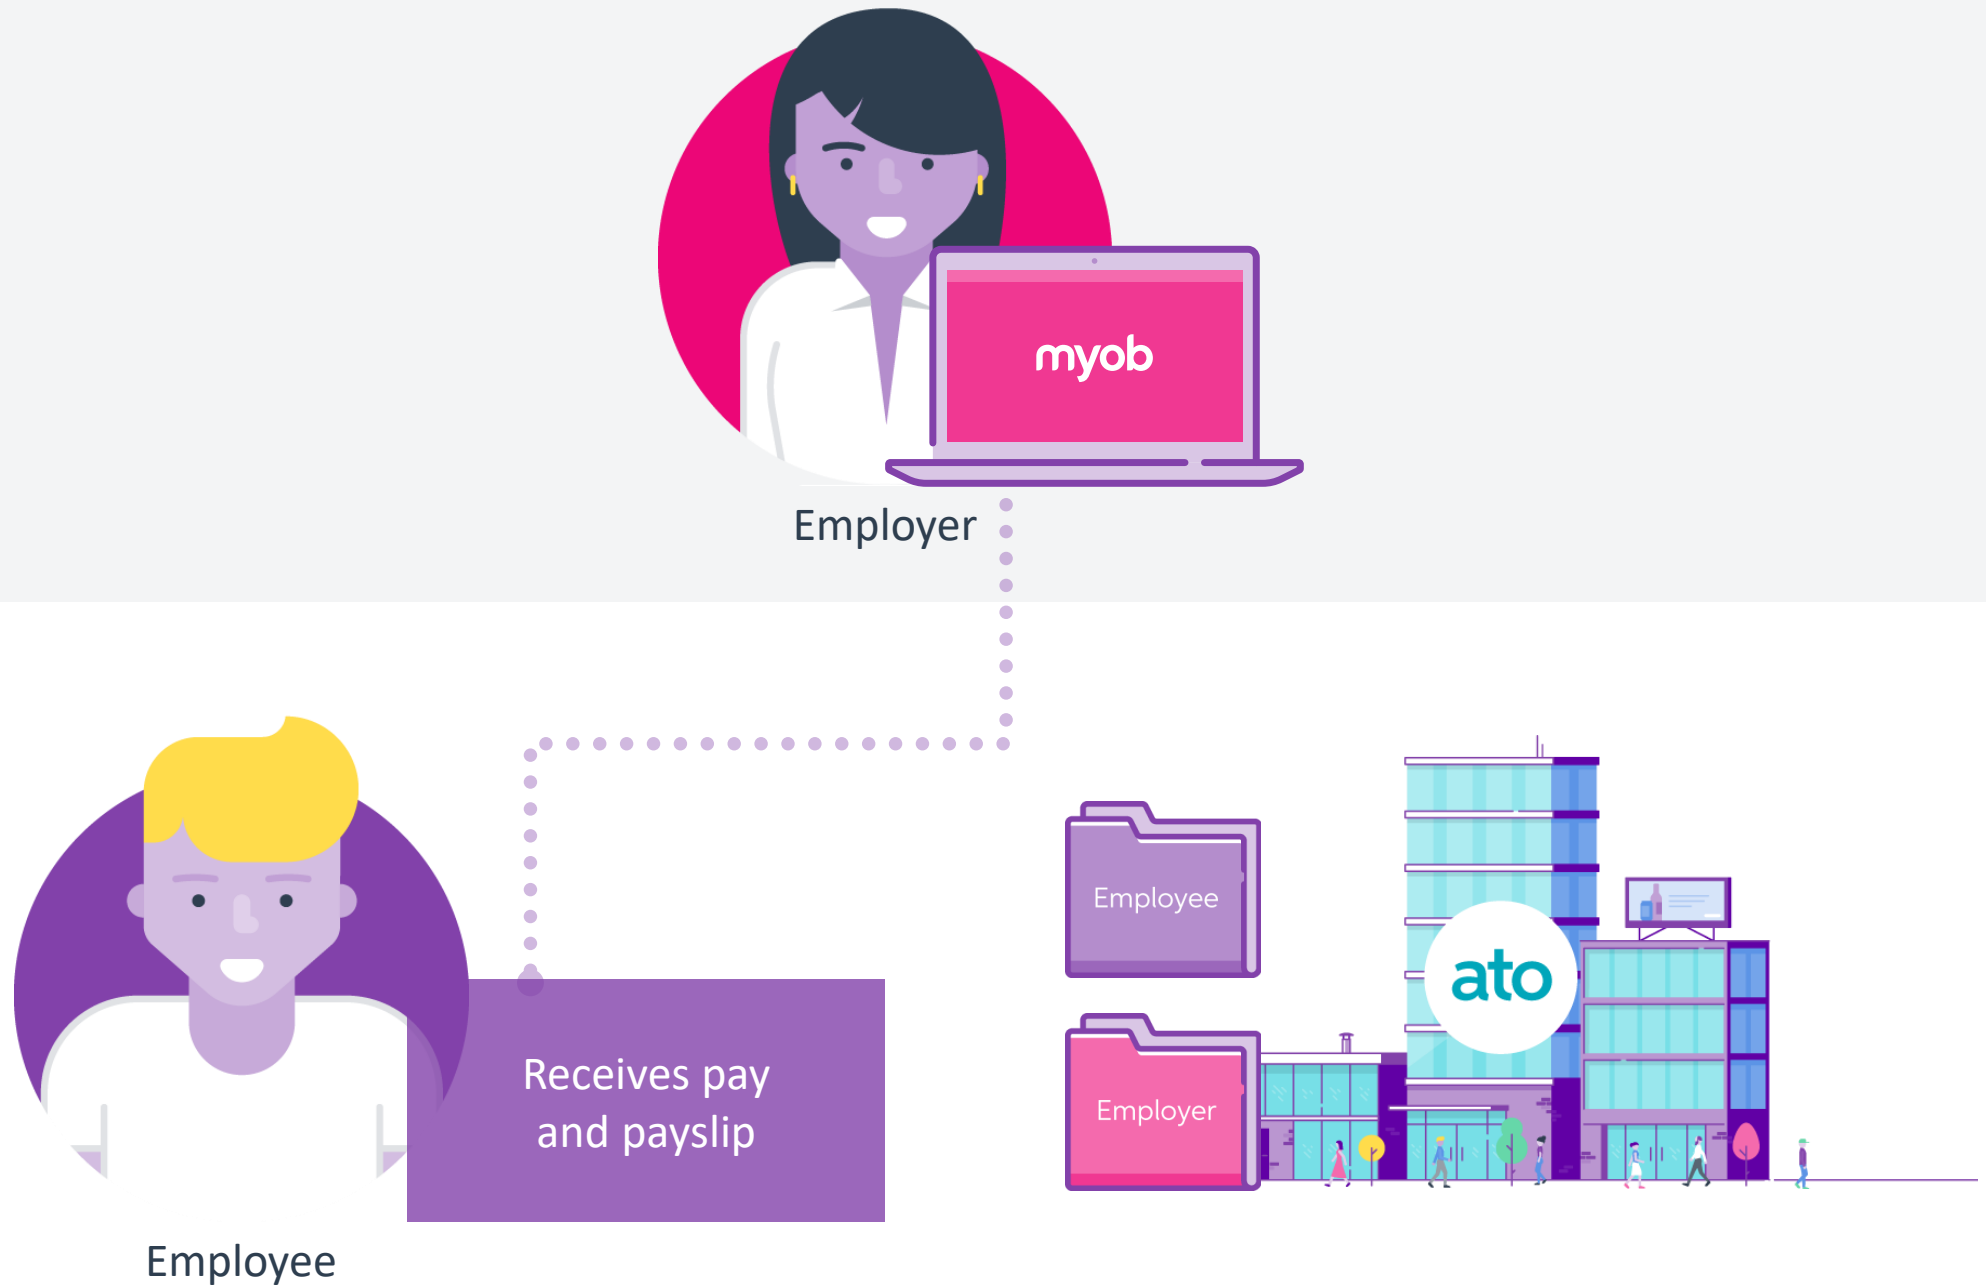 myob
Employer
Employee
ato
Employer
Receives pay
and payslip
Employee